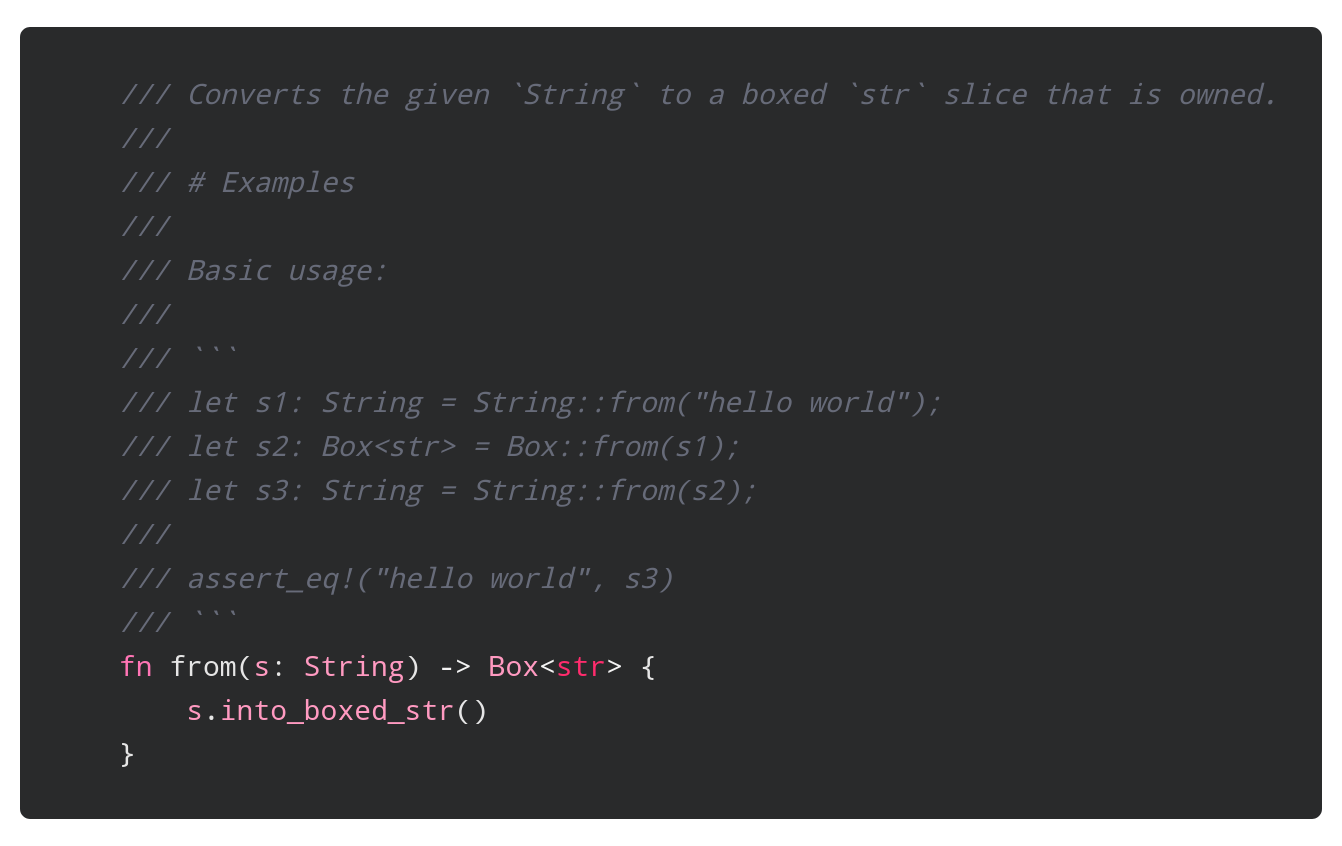 /// Converts the given `String` to a boxed `str` slice that is owned.
///
/// # Examples
///
/// Basic usage:
///
/// ```
/// let s1: String = String::from("hello world");
/// let s2: Box<str> = Box::from(s1);
/// let s3: String = String::from(s2);
///
/// assert_eq!("hello world", s3)
/// ```
fn from(s: String) -> Box<str> {
    s.into_boxed_str()
}